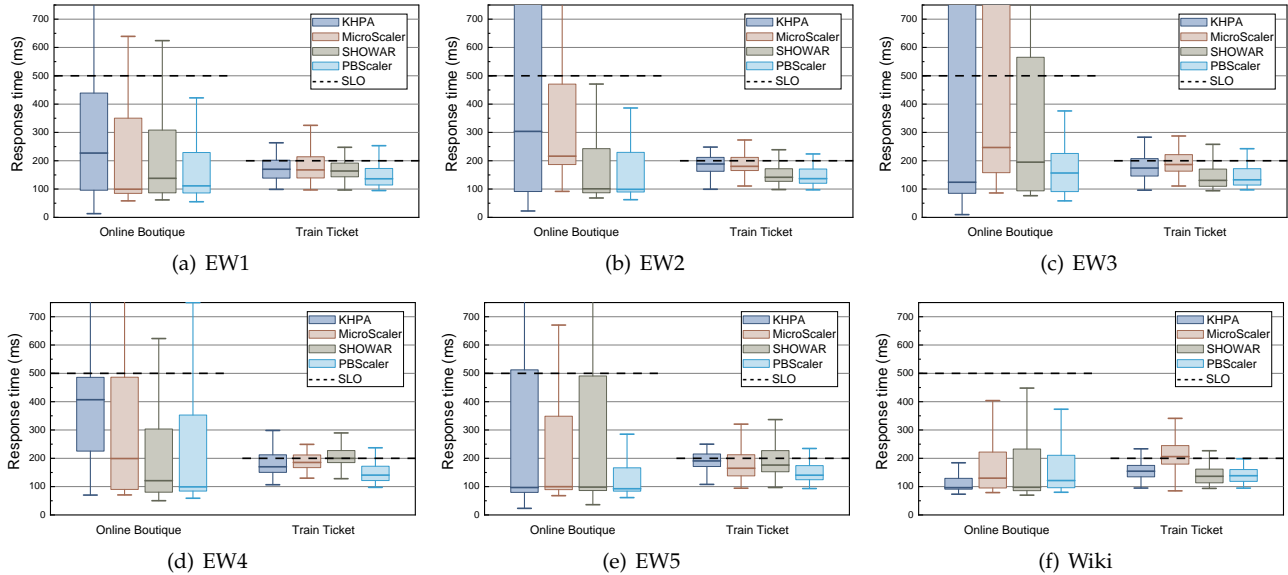 Response time (ms)
700
600
500
400
300
200
100
0
KHPA
MicroScaler
SHOWAR
PBScaler
SLO
Online Boutique Train Ticket
(a) EW1
Response time (ms)
700
600
500
400
300
200
100
0
KHPA
MicroScaler
SHOWAR
PBScaler
SLO
Online Boutique Train Ticket
(b) EW2
Response time (ms)
700
600
500
400
300
200
100
0
KHPA
MicroScaler
SHOWAR
PBScaler
SLO
Online Boutique Train Ticket
(c) EW3
Response time (ms)
700
600
500
400
300
200
100
0
KHPA
MicroScaler
SHOWAR
PBScaler
SLO
Online Boutique Train Ticket
(d) EW4
Response time (ms)
700
600
500
400
300
200
100
0
KHPA
MicroScaler
SHOWAR
PBScaler
SLO
Online Boutique Train Ticket
(e) EW5
Response time (ms)
700
600
500
400
300
200
100
0
KHPA
MicroScaler
SHOWAR
PBScaler
SLO
Online Boutique Train Ticket
(f) Wiki